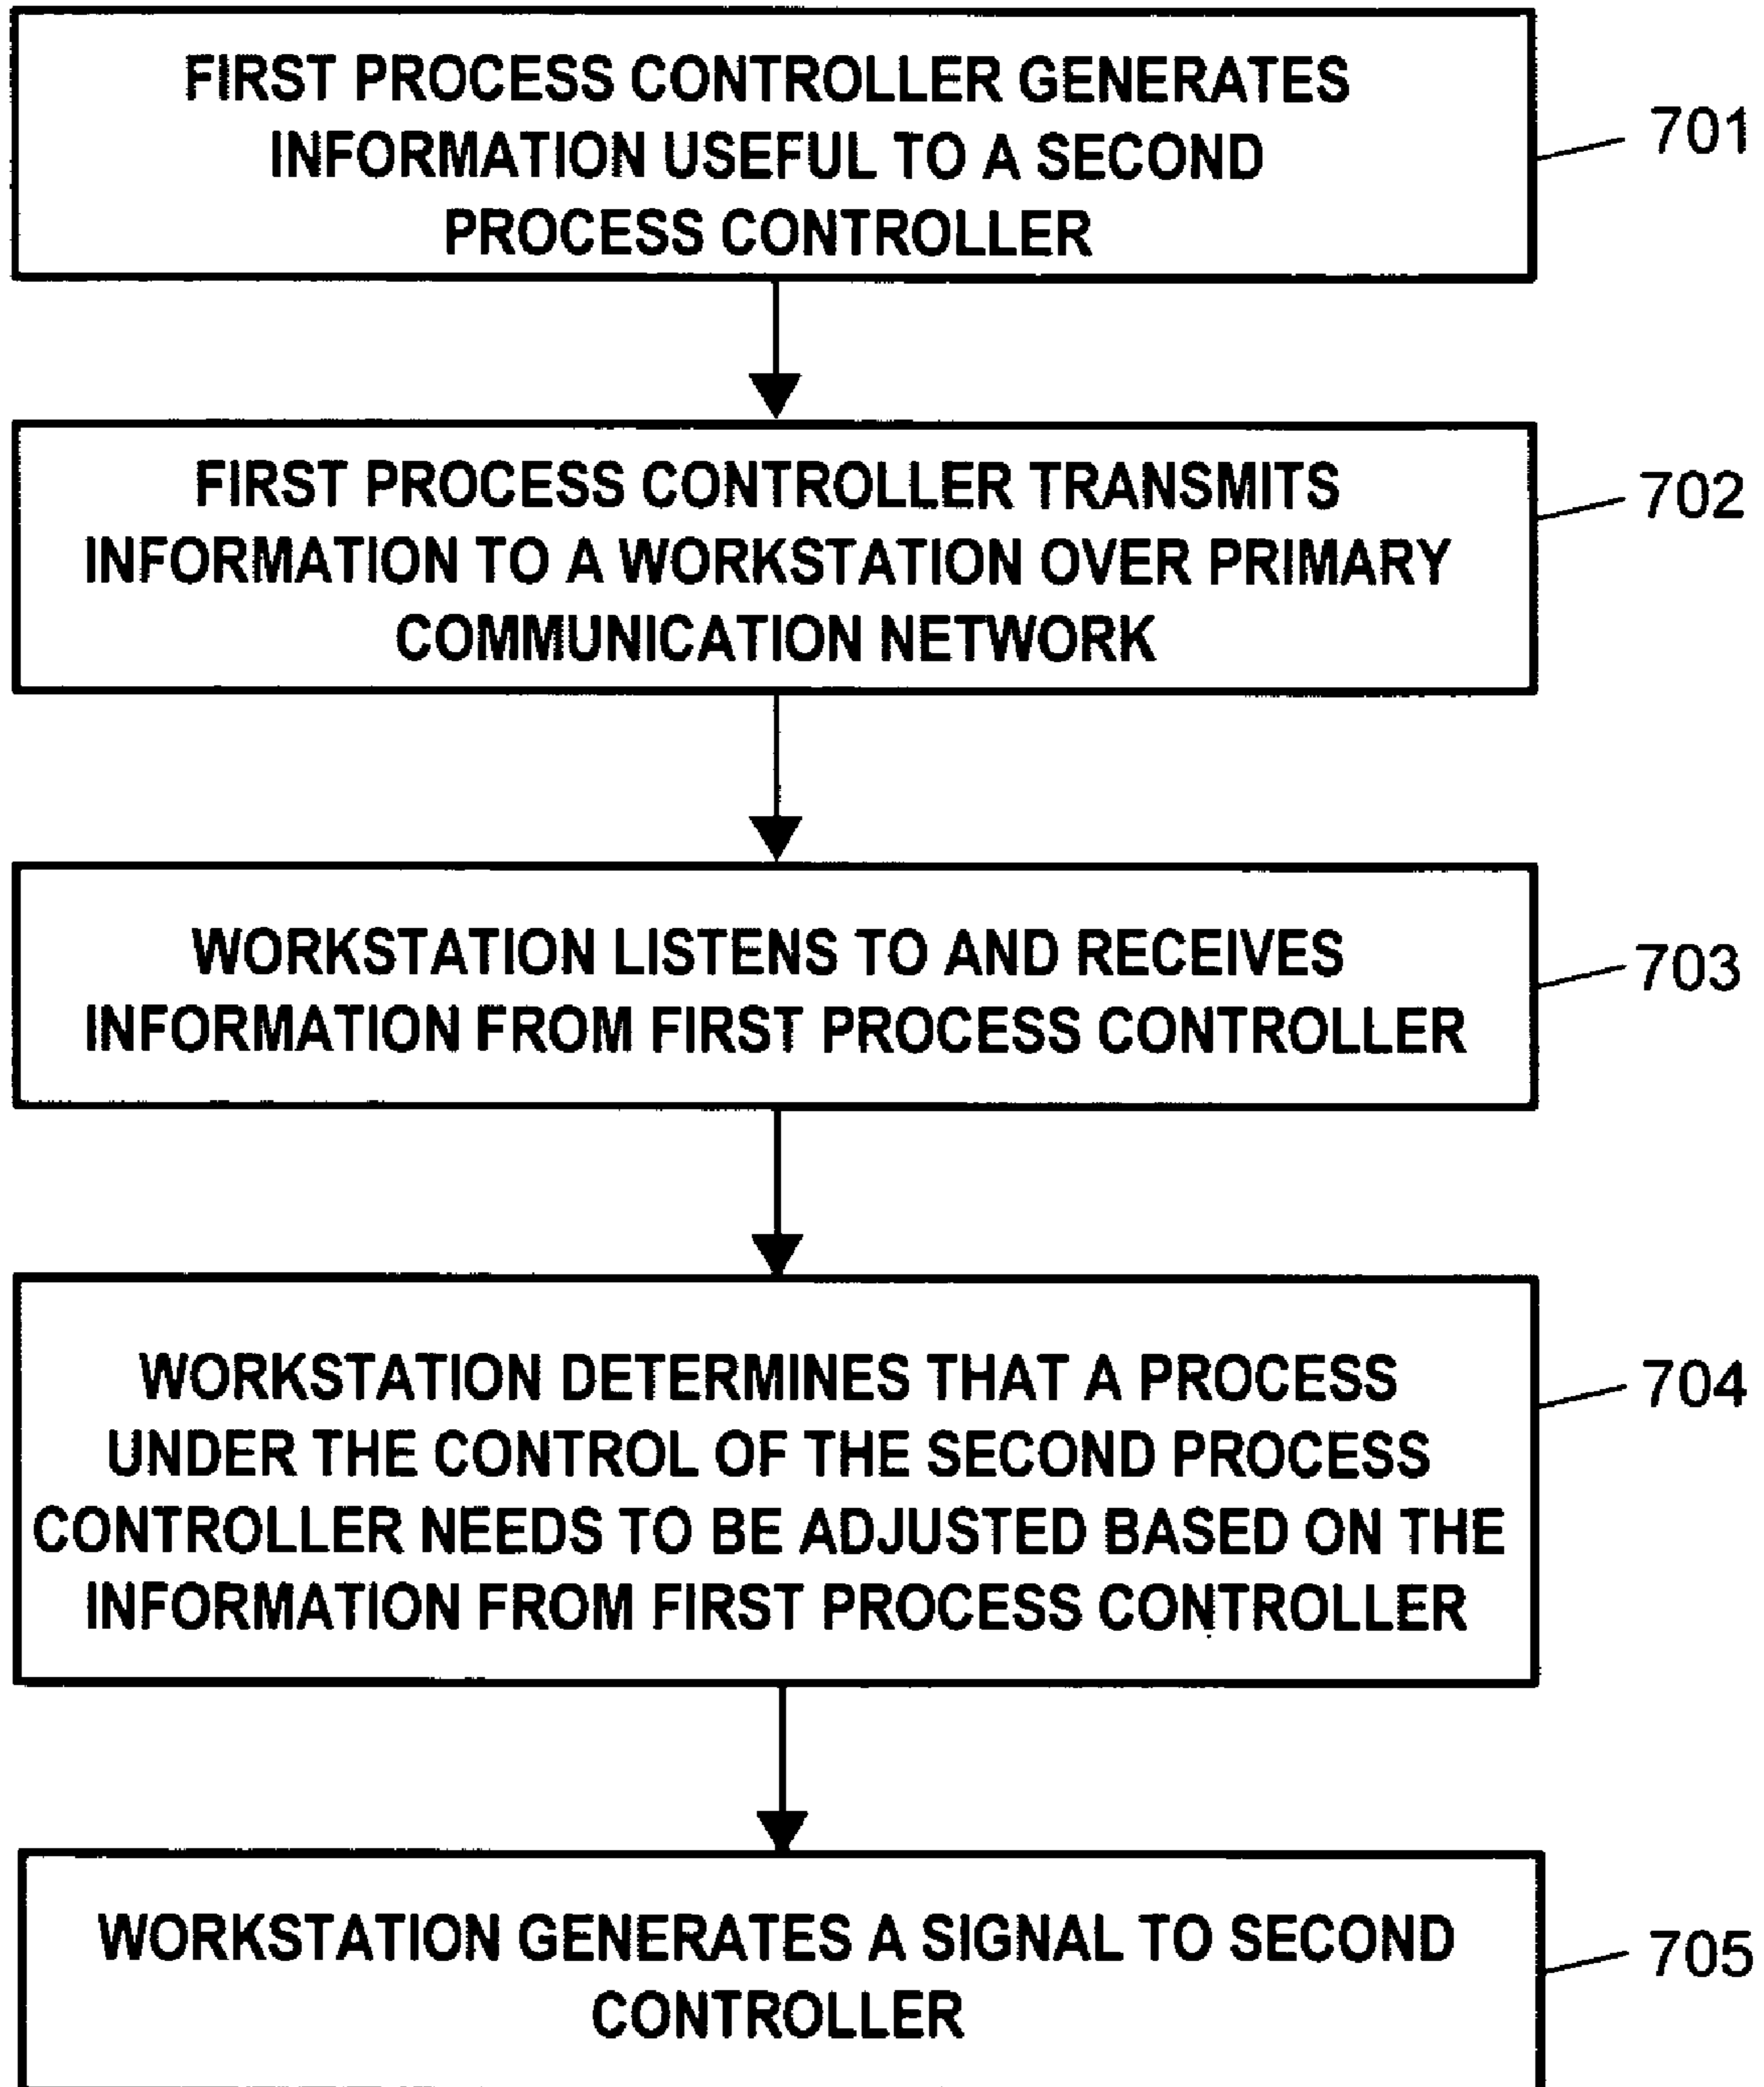 FIRST PROCESS CONTROLLER GENERATES
INFORMATION USEFUL TO A SECOND
PROCESS CONTROLLER
701
FIRST PROCESS CONTROLLER TRANSMITS
INFORMATION TO A WORKSTATION OVER PRIMARY
COMMUNICATION NETWORK
702
WORKSTATION LISTENS TO AND RECEIVES
INFORMATION FROM FIRST PROCESS CONTROLLER
703
WORKSTATION DETERMINES THAT A PROCESS
UNDER THE CONTROL OF THE SECOND PROCESS
CONTROLLER NEEDS TO BE ADJUSTED BASED ON THE
INFORMATION FROM FIRST PROCESS CONTROLLER
704
WORKSTATION GENERATES A SIGNAL TO SECOND
CONTROLLER
705